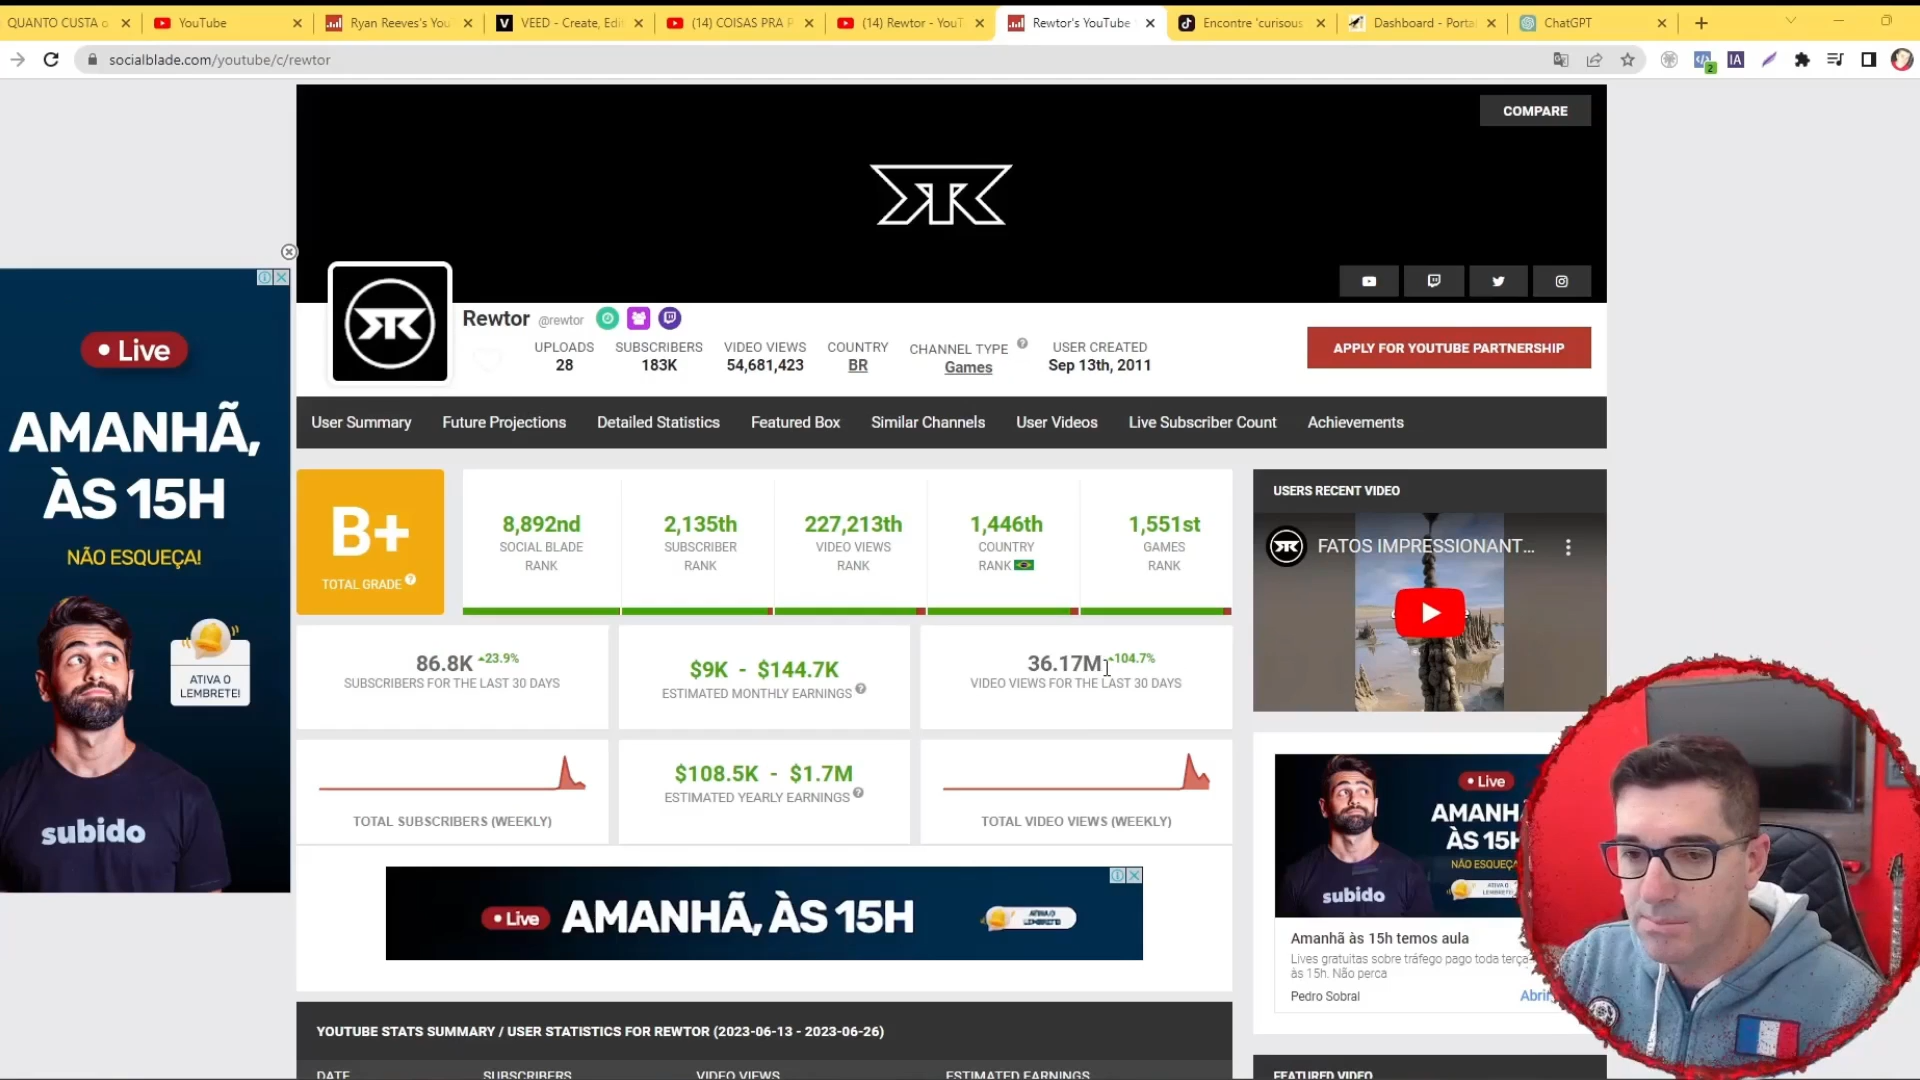 QUANTO CUSTA o
YouTube
Ryan Reeves's You
VEED - Create, Edi
(14) COISAS PRA P
(14) Rewtor - YouT
Rewtor's YouTube
Encontre 'curisous
Dashboard - Porta
ChatGPT
socialblade.com/youtube/c/rewtor
2
IA
COMPARE
Rewtor @rewtor
UPLOADS
28
SUBSCRIBERS
183K
VIDEO VIEWS
54,681,423
COUNTRY
BR
CHANNEL TYPE
Games
USER CREATED
Sep 13th, 2011
APPLY FOR YOUTUBE PARTNERSHIP
User Summary
Future Projections
Detailed Statistics
Featured Box
Similar Channels
User Videos
Live Subscriber Count
Achievements
B+
TOTAL GRADE
8,892nd
SOCIAL BLADE
RANK
2,135th
SUBSCRIBER
RANK
227,213th
VIDEO VIEWS
RANK
1,446th
COUNTRY
RANK
1,551st
GAMES
RANK
86.8K 23.9%
SUBSCRIBERS FOR THE LAST 30 DAYS
$9K - $144.7K
ESTIMATED MONTHLY EARNINGS
36.17M 104.7%
VIDEO VIEWS FOR THE LAST 30 DAYS
TOTAL SUBSCRIBERS (WEEKLY)
$108.5K - $1.7M
ESTIMATED YEARLY EARNINGS
TOTAL VIDEO VIEWS (WEEKLY)
USERS RECENT VIDEO
FATOS IMPRESSIONANT...
• Live
AMANHÃ,
ÀS 15H
NÃO ESQUEÇA!
ATIVA O
LEMBRETE!
subido
• Live AMANHÃ, ÀS 15H
ATIVA O
LEMBRETE!
• Live
AMANH
ÀS 15
NÃO ESQUEÇ
ATIVA O
subido
Amanhã às 15h temos aula
Lives gratuitas sobre tráfego pago toda terça
às 15h. Não perca
Pedro Sobral
Abrir
YOUTUBE STATS SUMMARY / USER STATISTICS FOR REWTOR (2023-06-13 - 2023-06-26)
DATE
SUBSCRIBERS
VIDEO VIEWS
ESTIMATED EARNINGS
FEATURED VIDEO